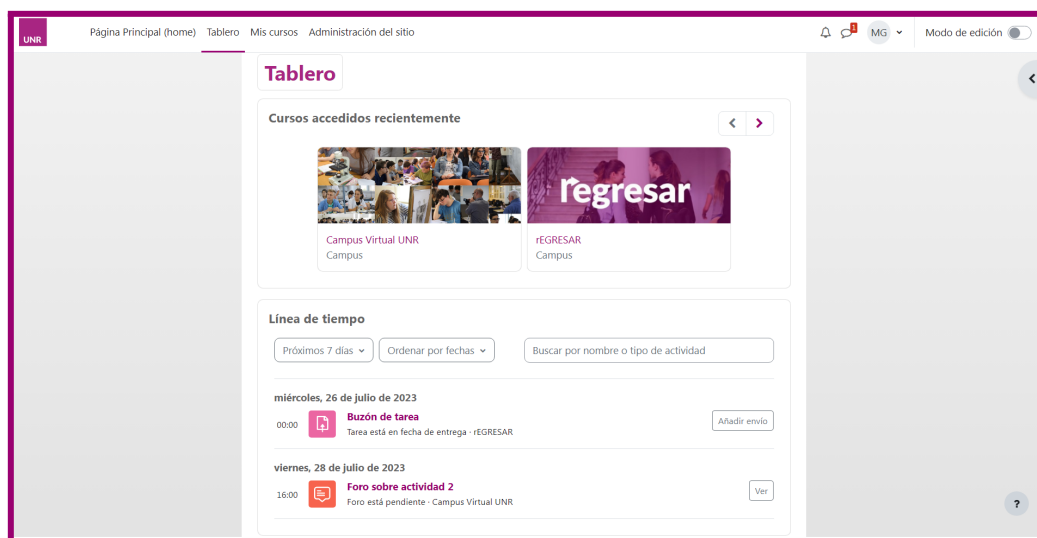 UNR
Página Principal (home) Tablero Mis cursos Administración del sitio
1
MG
Modo de edición
Tablero
Cursos accedidos recientemente
regresar
Campus Virtual UNR
Campus
rEGRESAR
Campus
Línea de tiempo
Próximos 7 días
Ordenar por fechas
Buscar por nombre o tipo de actividad
miércoles, 26 de julio de 2023
00:00
Buzón de tarea
Tarea está en fecha de entrega · rEGRESAR
Añadir envío
viernes, 28 de julio de 2023
16:00
Foro sobre actividad 2
Foro está pendiente · Campus Virtual UNR
Ver
?